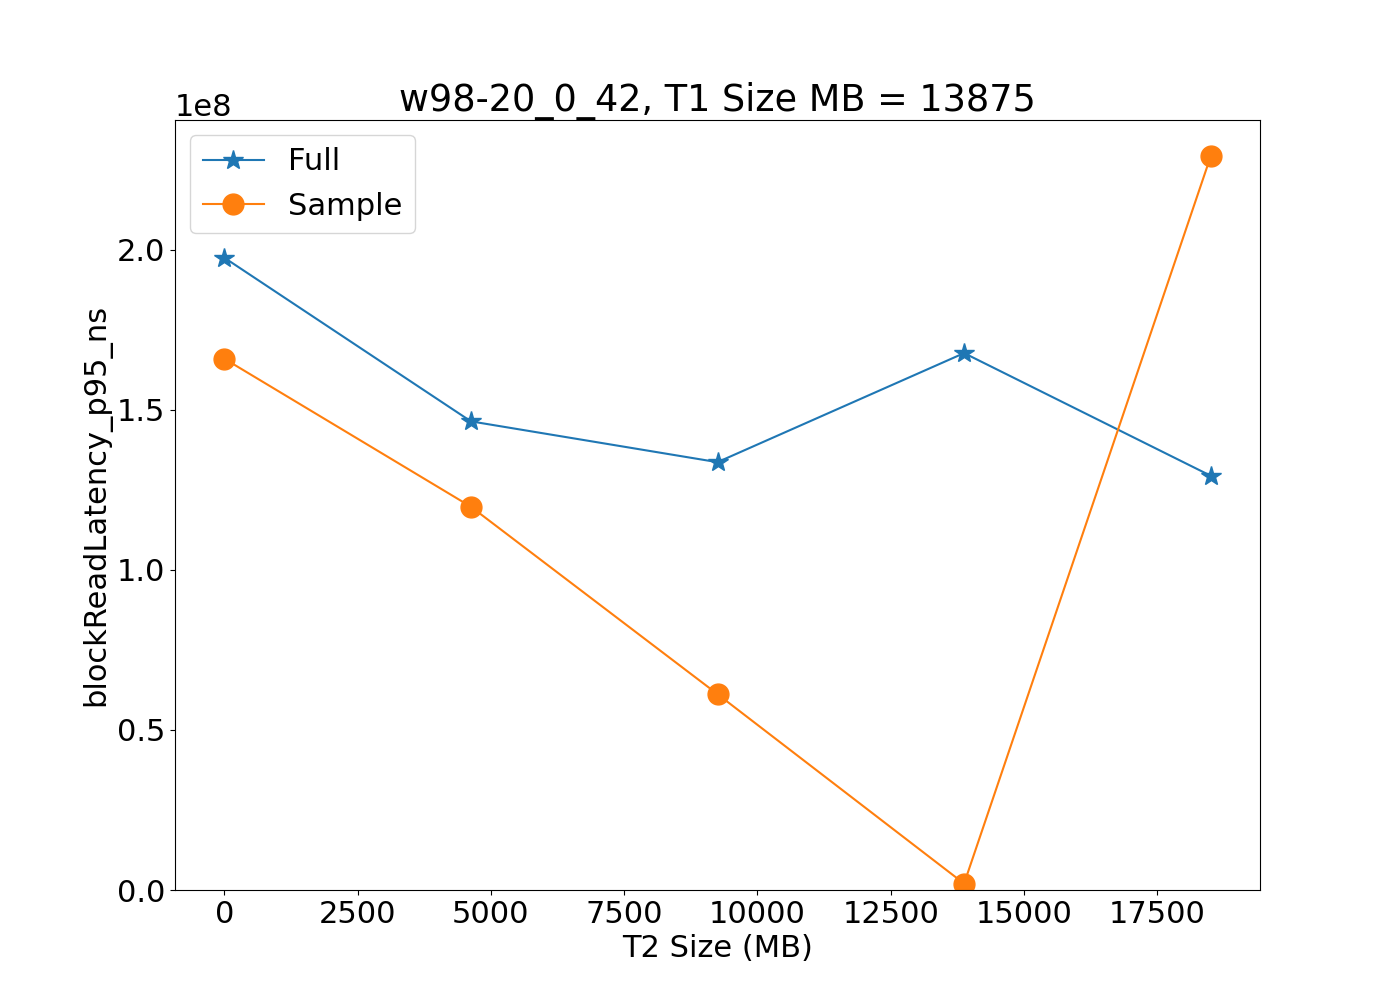 w98-20_0_42, T1 Size MB = 13875
1e8
Full
Sample
2.0
1.5
1.0
0.5
0.0
blockReadLatency_p95_ns
0 2500 5000 7500 10000 12500 15000 17500
T2 Size (MB)